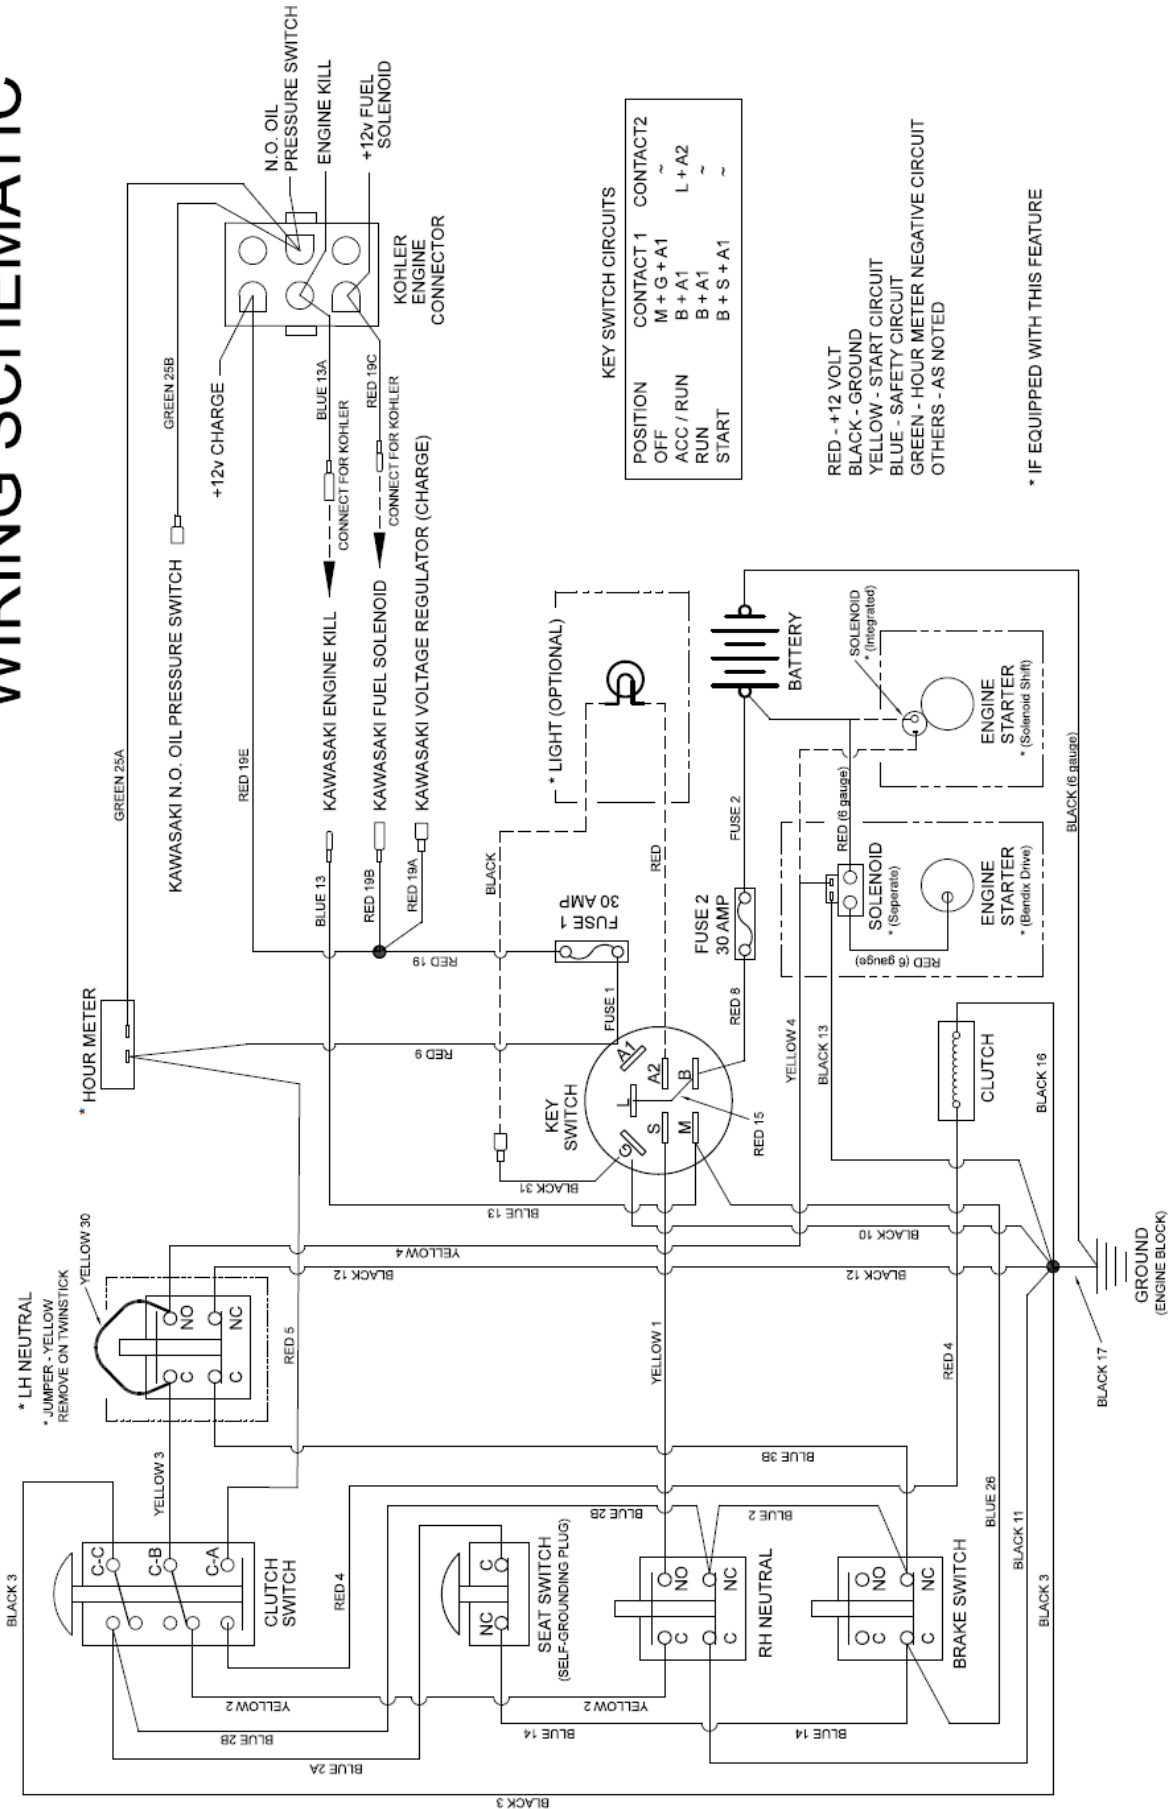 WIRING SCHEMATIC
BLACK 3
* LH NEUTRAL
* JUMPER - YELLOW
REMOVE ON TWINSTICK
YELLOW 30
* HOUR METER
GREEN 25A
KAWASAKI N.O. OIL PRESSURE SWITCH
GREEN 25B
+12v CHARGE
N.O. OIL
PRESSURE SWITCH
ENGINE KILL
+12v FUEL
SOLENOID
KOHLER
ENGINE
CONNECTOR
RED 19E
BLUE 13
KAWASAKI ENGINE KILL
CONNECT FOR KOHLER
BLUE 13A
RED 19B
KAWASAKI FUEL SOLENOID
CONNECT FOR KOHLER
RED 19C
RED 19A
KAWASAKI VOLTAGE REGULATOR (CHARGE)
RED 19
RED 9
C-C
C-B
C-A
CLUTCH
SWITCH
YELLOW 3
C
NO
C
NC
RED 5
YELLOW 4
BLACK 12
BLACK 12
RED 4
YELLOW 2
YELLOW 2
BLUE 2B
BLUE 2A
BLACK 3
BLUE 14
BLUE 14
NC
C
SEAT SWITCH
(SELF-GROUNDING PLUG)
BLUE 2B
BLUE 2
BLUE 3B
C
NO
C
NC
RH NEUTRAL
C
NO
C
NC
BRAKE SWITCH
YELLOW 1
RED 4
BLUE 26
BLACK 11
BLACK 3
BLACK 17
GROUND
(ENGINE BLOCK)
BLUE 13
BLACK 31
BLACK 10
KEY
SWITCH
G
L
A1
S
A2
M
B
RED 15
FUSE 1
FUSE 1
30 AMP
BLACK
RED
* LIGHT (OPTIONAL)
RED 8
FUSE 2
30 AMP
FUSE 2
BATTERY
YELLOW 4
BLACK 13
CLUTCH
BLACK 16
RED (6 gauge)
RED (6 gauge)
SOLENOID
* (Seperate)
ENGINE
STARTER
* (Bendix Drive)
SOLENOID
* (Integrated)
ENGINE
STARTER
* (Solenoid Shift)
BLACK (6 gauge)
KEY SWITCH CIRCUITS
POSITION CONTACT 1 CONTACT2
OFF M + G + A1 ~
ACC / RUN B + A1 L + A2
RUN B + A1 ~
START B + S + A1 ~
RED - +12 VOLT
BLACK - GROUND
YELLOW - START CIRCUIT
BLUE - SAFETY CIRCUIT
GREEN - HOUR METER NEGATIVE CIRCUIT
OTHERS - AS NOTED
* IF EQUIPPED WITH THIS FEATURE